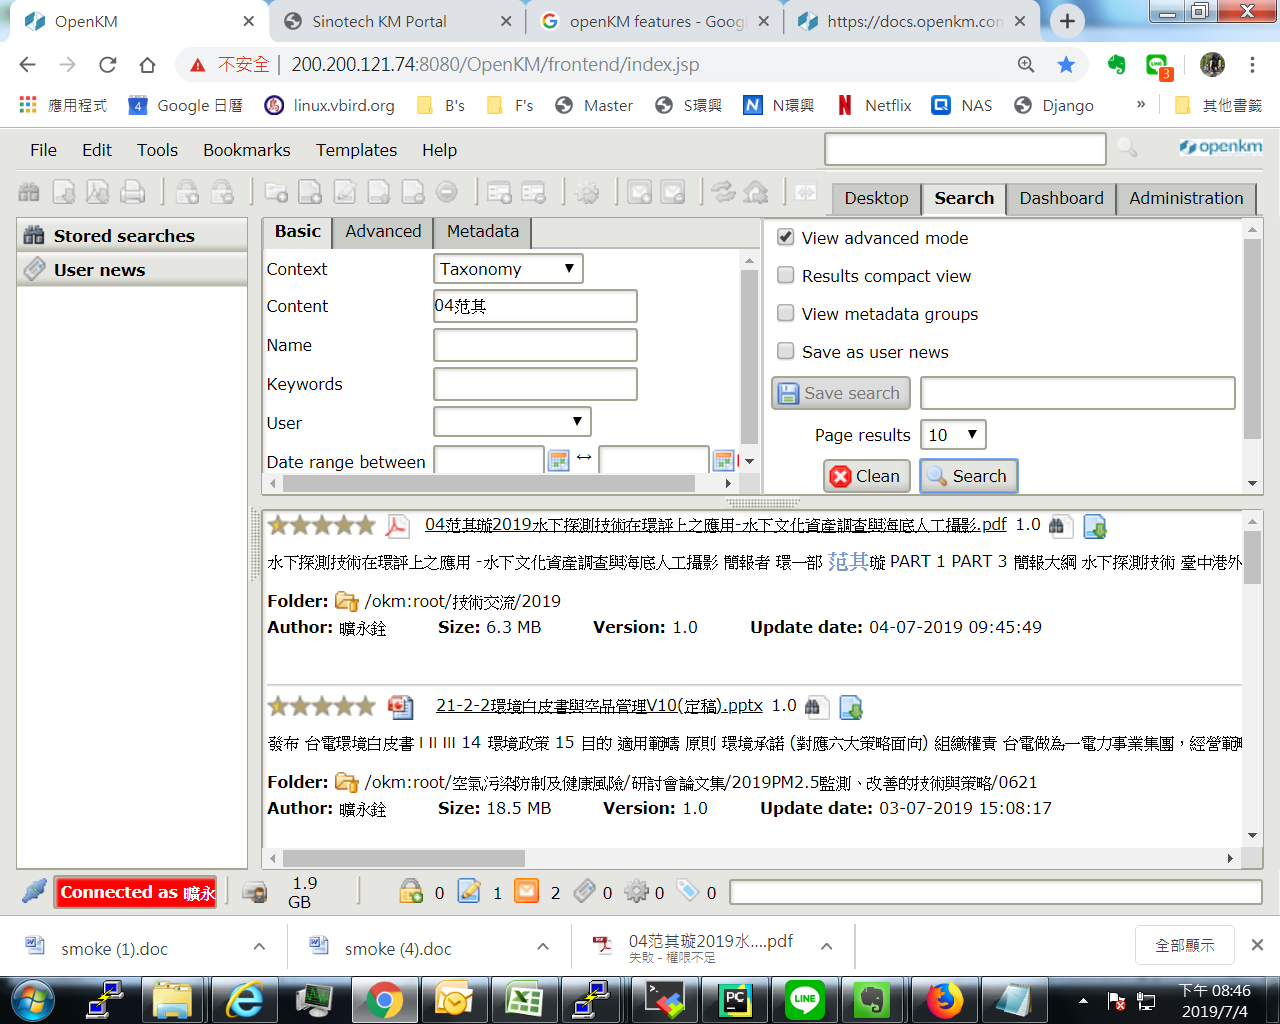 OpenKM
Sinotech KM Portal
openKM features - Goog
https://docs.openkm.com
不安全 | 200.200.121.74:8080/OpenKM/frontend/index.jsp
3
應用程式
4 Google 日曆
linux.vbird.org
B's
F's
Master
S環興
N N環興
N Netflix
NAS
Django
»
其他書籤
File Edit Tools Bookmarks Templates Help
openkm
Desktop Search Dashboard Administration
Stored searches
User news
Basic Advanced Metadata
Context Taxonomy
Content 04范其
Name
Keywords
User
Date range between
View advanced mode
Results compact view
View metadata groups
Save as user news
Save search
Page results 10
Clean Search
04范其璇2019水下探測技術在環評上之應用-水下文化資產調查與海底人工攝影.pdf 1.0
水下探測技術在環評上之應用 -水下文化資產調查與海底人工攝影 簡報者 環一部 范其璇 PART 1 PART 3 簡報大綱 水下探測技術 臺中港外
Folder: /okm:root/技術交流/2019
Author: 曠永銓 Size: 6.3 MB Version: 1.0 Update date: 04-07-2019 09:45:49
21-2-2環境白皮書與空品管理V10(定稿).pptx 1.0
發布 台電環境白皮書 I II III 14 環境政策 15 目的 適用範疇 原則 環境承諾 (對應六大策略面向) 組織權責 台電做為一電力事業集團，經營範疇
Folder: /okm:root/空氣污染防制及健康風險/研討會論文集/2019PM2.5監測、改善的技術與策略/0621
Author: 曠永銓 Size: 18.5 MB Version: 1.0 Update date: 03-07-2019 15:08:17
Connected as 曠永
1.9 GB
0 1 2 0 0 0
smoke (1).doc
smoke (4).doc
04范其璇2019水....pdf
失敗 - 權限不足
全部顯示
PC
LINE
下午 08:46
2019/7/4